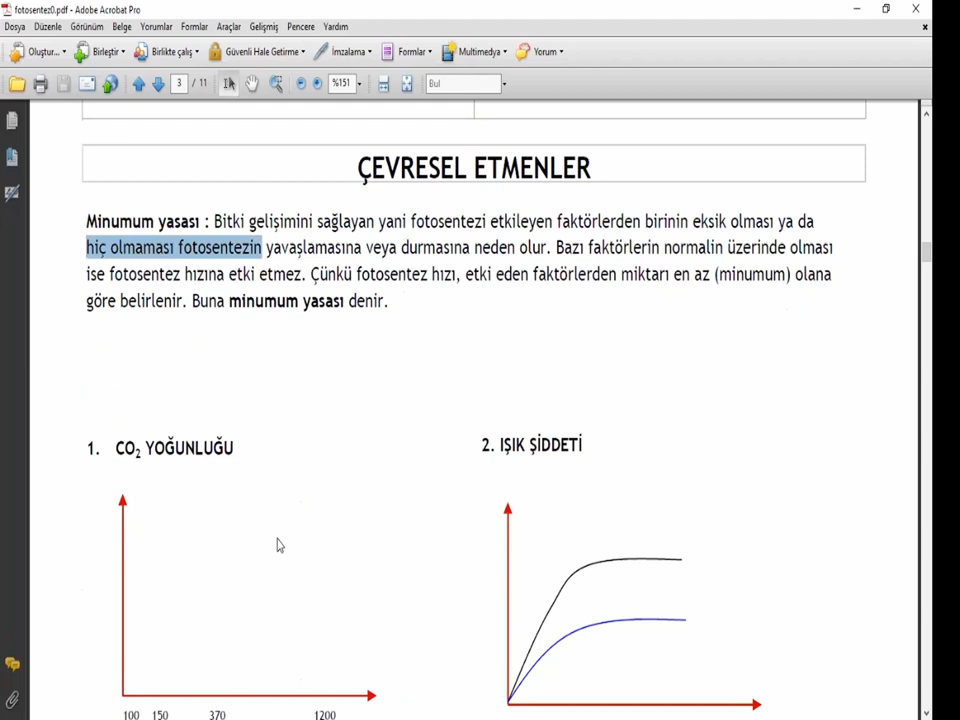 fotosentez0.pdf - Adobe Acrobat Pro
Dosya Düzenle Görünüm Belge Yorumlar Formlar Araçlar Gelişmiş Pencere Yardım
Oluştur... Birleştir Birlikte çalış Güvenli Hale Getirme İmzalama Formlar Multimedya Yorum
3 / 11 %151 Bul
ÇEVRESEL ETMENLER
Minumum yasası : Bitki gelişimini sağlayan yani fotosentezi etkileyen faktörlerden birinin eksik olması ya da
hiç olmaması fotosentezin yavaşlamasına veya durmasına neden olur. Bazı faktörlerin normalin üzerinde olması
ise fotosentez hızına etki etmez. Çünkü fotosentez hızı, etki eden faktörlerden miktarı en az (minumum) olana
göre belirlenir. Buna minumum yasası denir.
1. CO₂ YOĞUNLUĞU
2. IŞIK ŞİDDETİ
100 150 370 1200